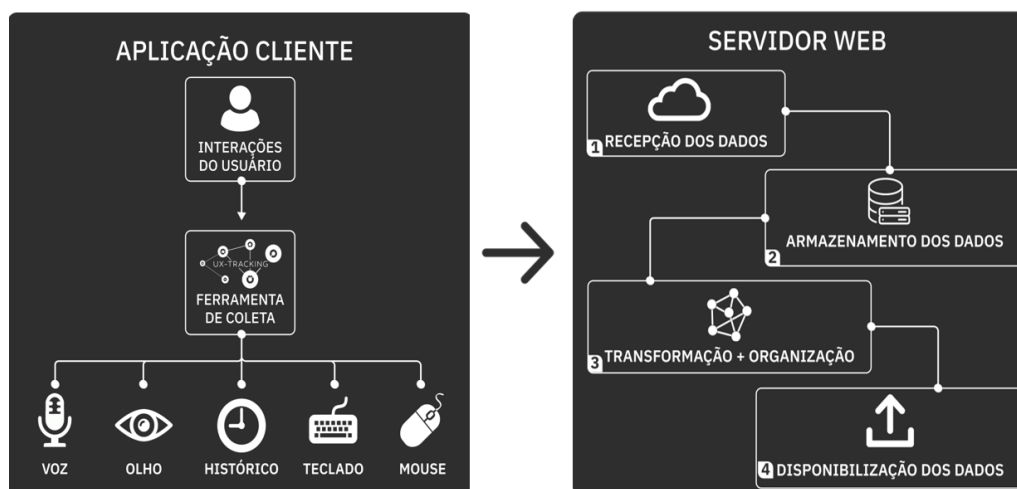 APLICAÇÃO CLIENTE
INTERAÇÕES
DO USUÁRIO
UX-TRACKING
FERRAMENTA
DE COLETA
VOZ
OLHO
HISTÓRICO
TECLADO
MOUSE
SERVIDOR WEB
1 RECEPÇÃO DOS DADOS
ARMAZENAMENTO DOS DADOS
2
3 TRANSFORMAÇÃO + ORGANIZAÇÃO
4 DISPONIBILIZAÇÃO DOS DADOS